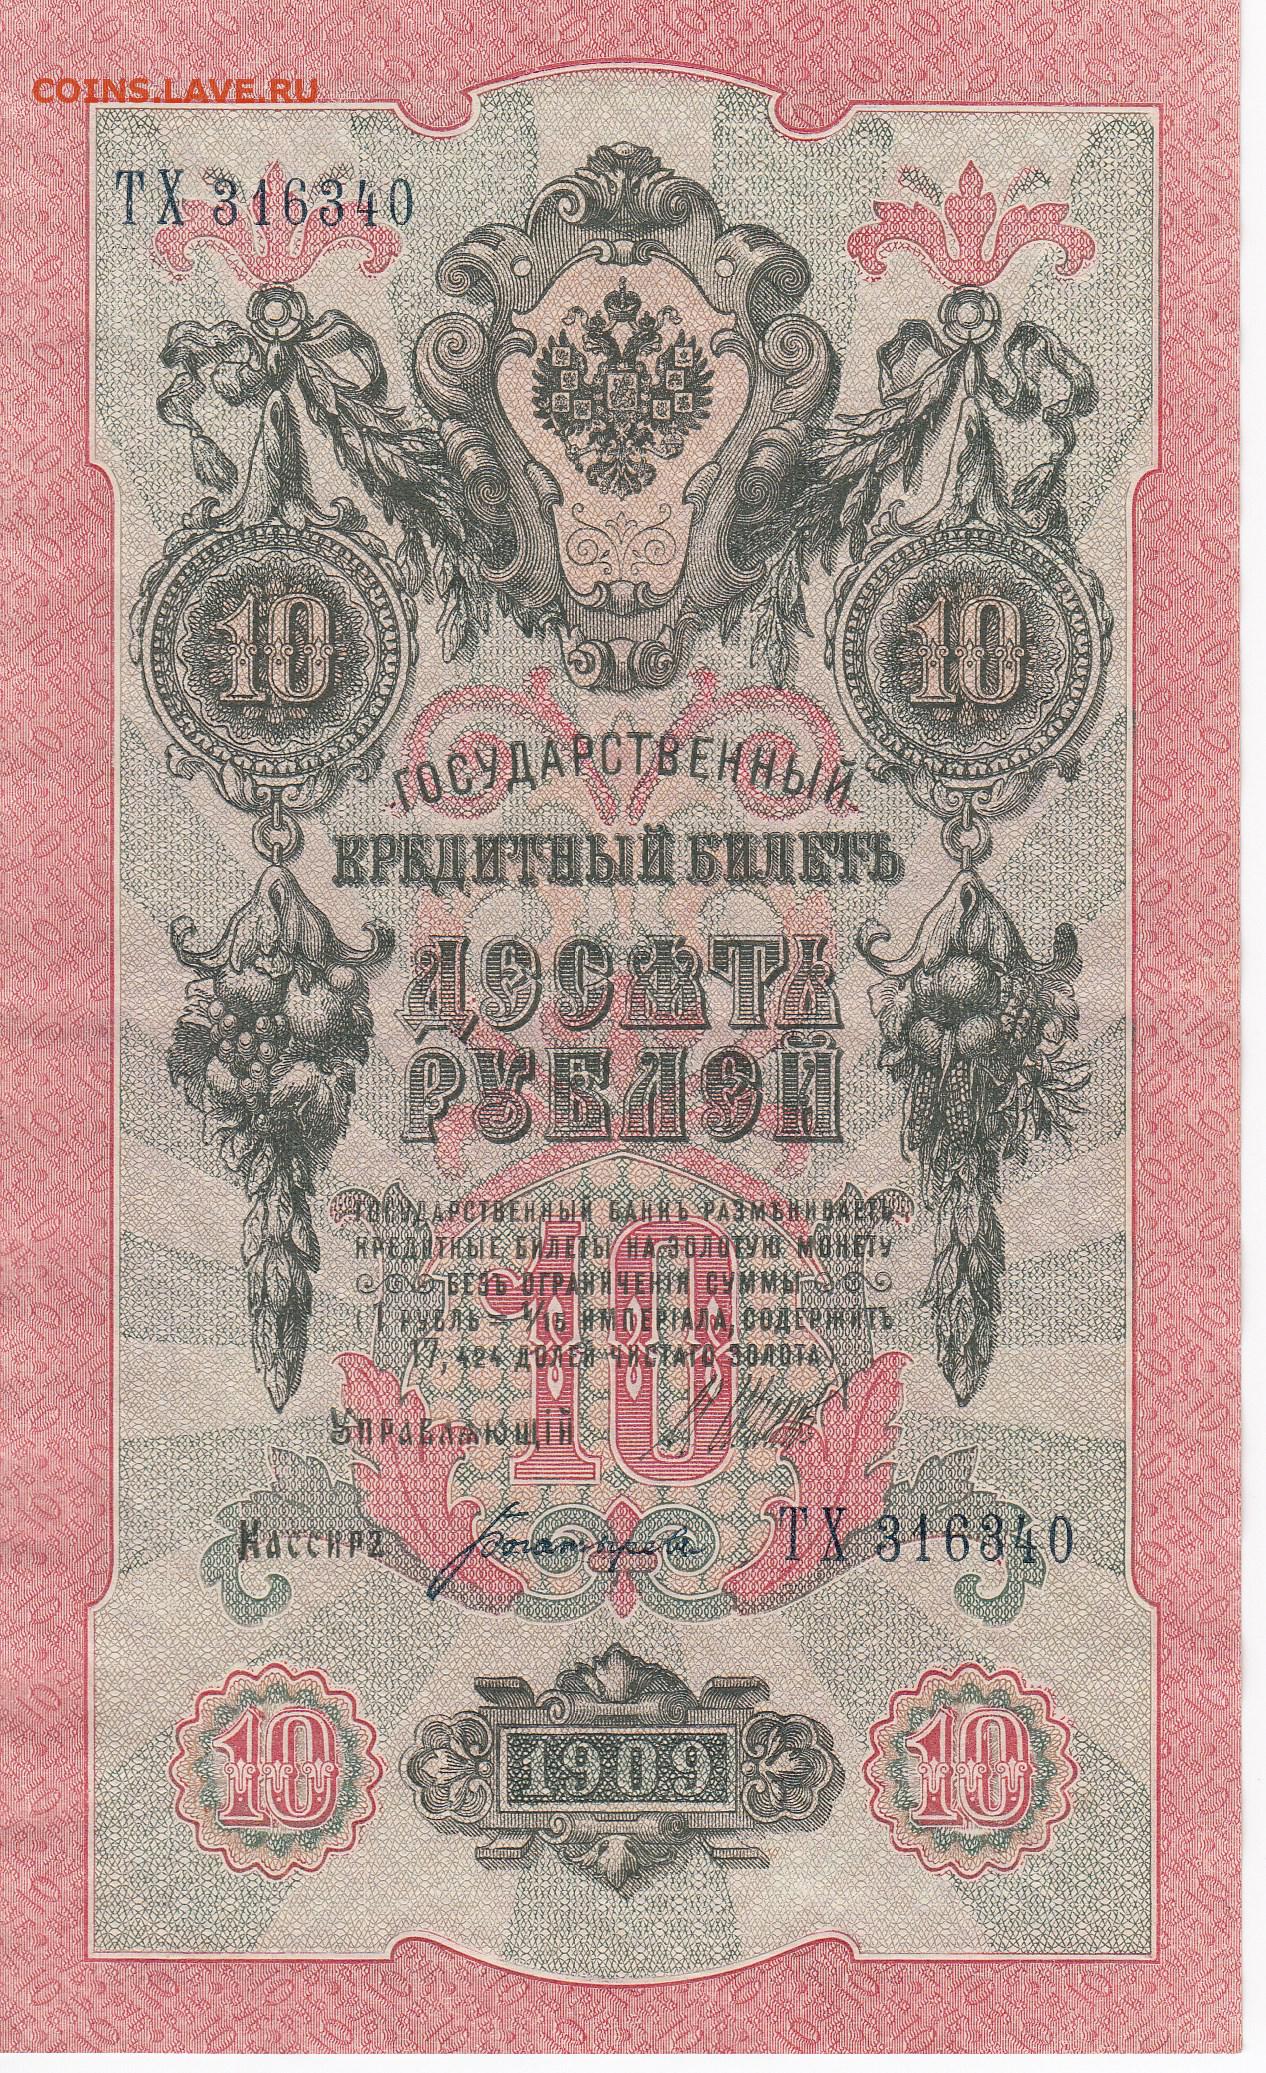 COINS.LAVE.RU
ТХ 316340
10 10
ГОСУДАРСТВЕННЫЙ
КРЕДИТНЫЙ БИЛЕТЪ
ДЕСЯТЬ
РУБЛЕЙ
ГОСУДАРСТВЕННЫЙ БАНКЪ РАЗМѢНИВАЕТЪ
КРЕДИТНЫЕ БИЛЕТЫ НА ЗОЛОТУЮ МОНЕТУ
БЕЗЪ ОГРАНИЧЕНІЯ СУММЫ
(1 РУБЛЬ = 1/15 ИМПЕРІАЛА, СОДЕРЖИТЪ
17,424 ДОЛЕЙ ЧИСТАГО ЗОЛОТА)
10
УПРАВЛЯЮЩІЙ
КАССИРЪ Богатырева ТХ 316340
10 1909 10